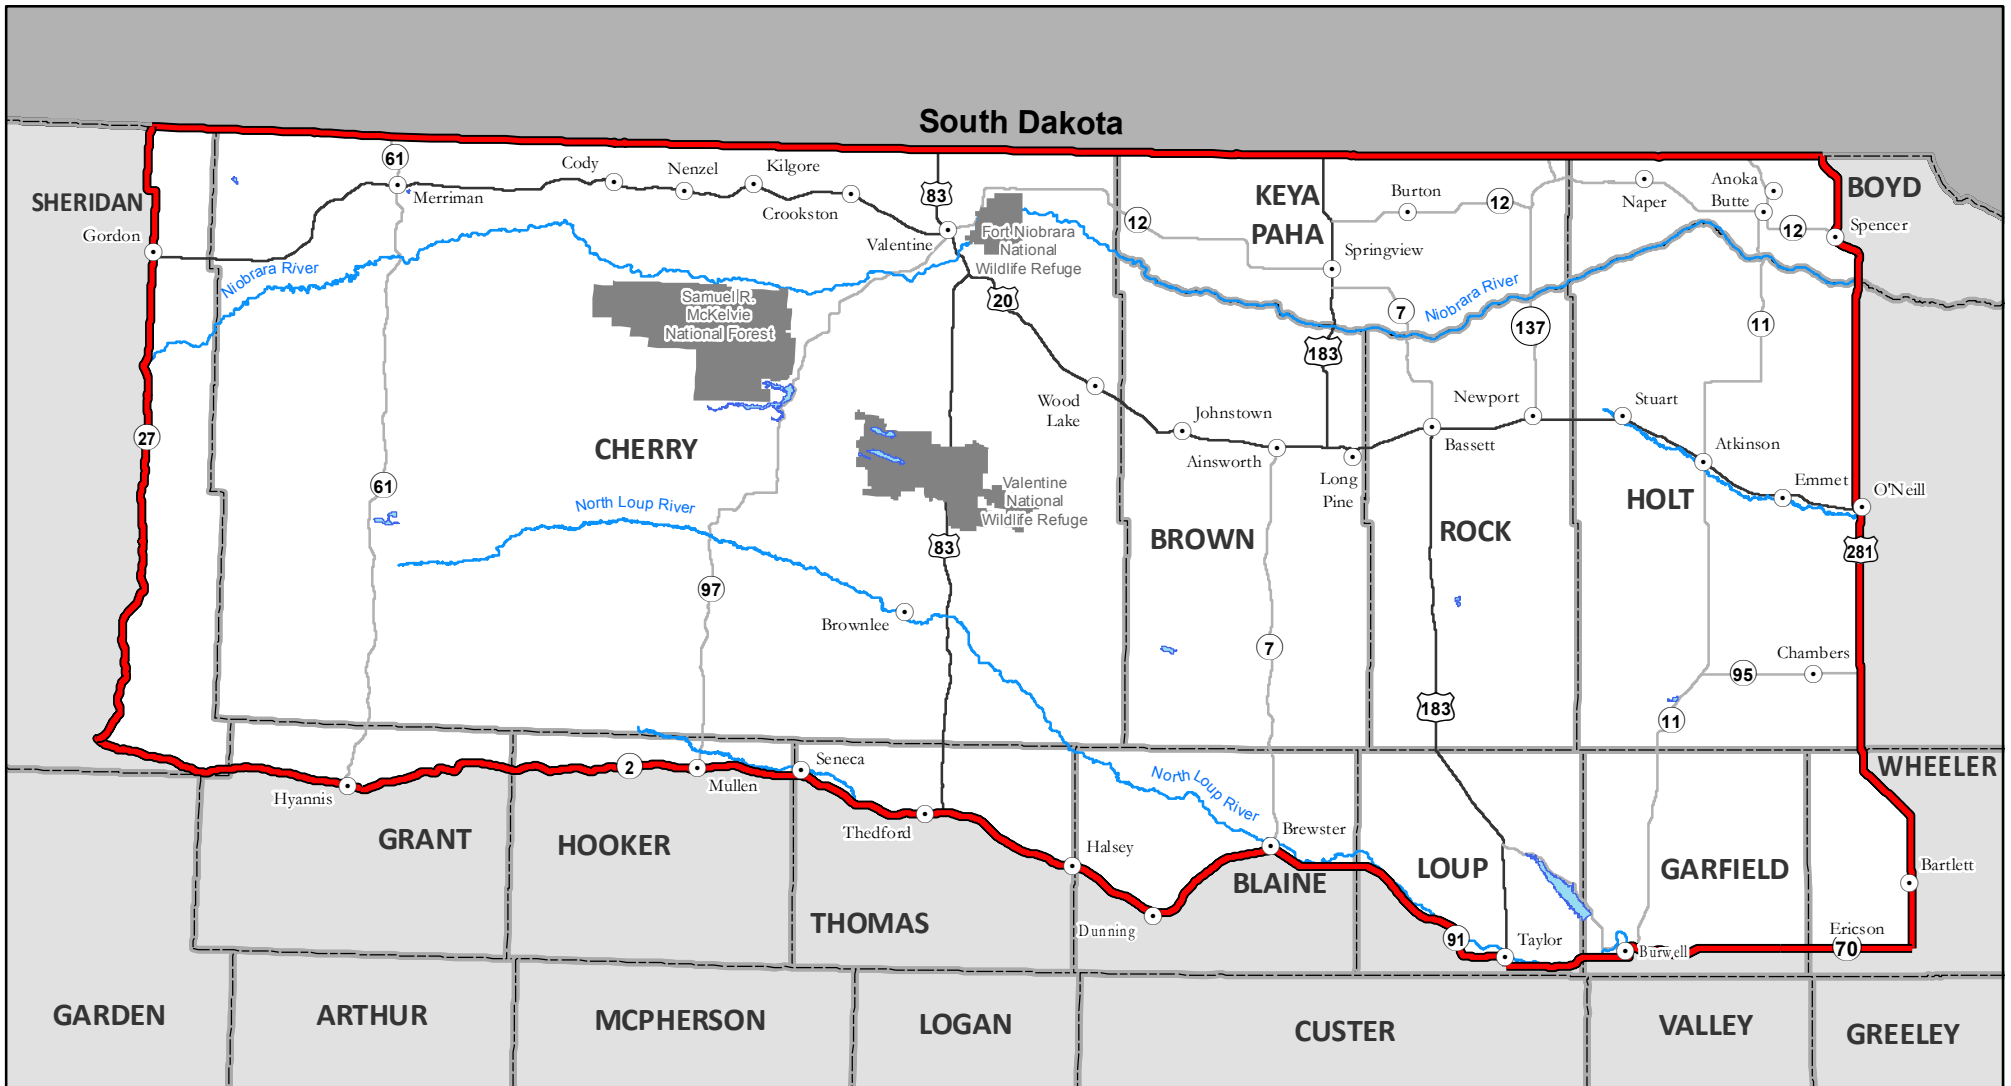 South Dakota
61
Cody
Nenzel
Kilgore
83
KEYA
PAHA
Burton
12
Anoka
Butte
BOYD
SHERIDAN
Merriman
Crookston
Naper
12
12
Spencer
Gordon
Valentine
Fort Niobrara
National
Wildlife Refuge
Springview
Niobrara River
Samuel R.
McKelvie
National Forest
20
7
Niobrara River
137
11
183
Wood
Lake
Johnstown
Newport
Stuart
27
CHERRY
Ainsworth
Long
Pine
Bassett
Atkinson
61
Valentine
National
Wildlife Refuge
Emmet
O'Neill
HOLT
North Loup River
BROWN
ROCK
83
281
97
Brownlee
7
Chambers
95
183
11
2
Seneca
Mullen
Hyannis
North Loup River
WHEELER
GRANT
HOOKER
Thedford
Halsey
Brewster
BLAINE
LOUP
GARFIELD
Bartlett
THOMAS
Dunning
91
Taylor
Burwell
Ericson
70
GARDEN
ARTHUR
MCPHERSON
LOGAN
CUSTER
VALLEY
GREELEY